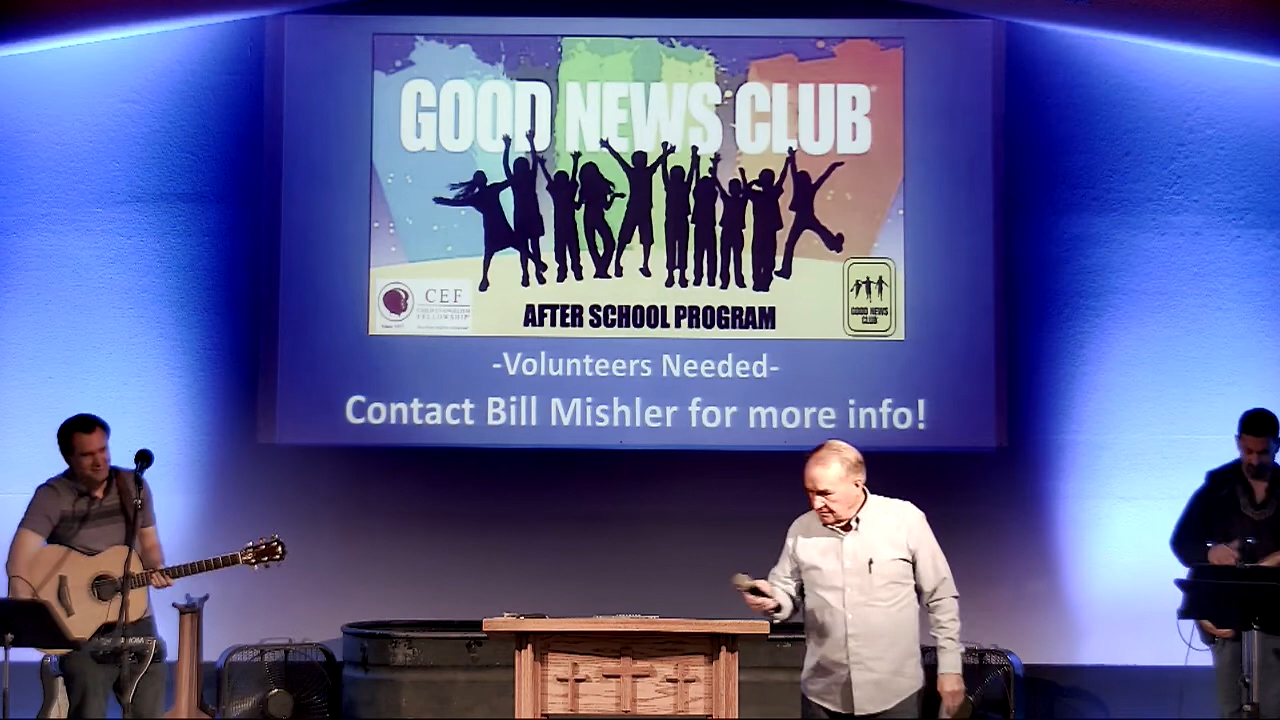 GOOD NEWS CLUB
CEF
AFTER SCHOOL PROGRAM
GOOD NEWS
CLUB
-Volunteers Needed-
Contact Bill Mishler for more info!